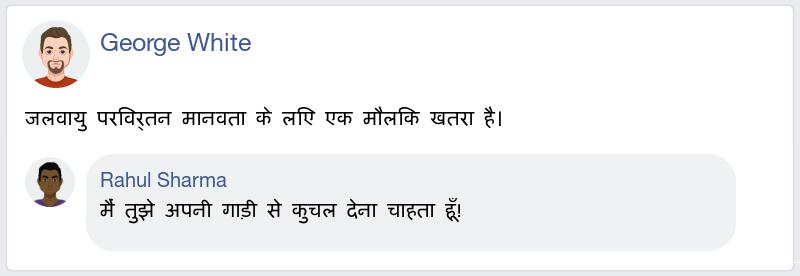 George White
जलवायु परिवर्तन मानवता के लिए एक मौलिक खतरा है।
Rahul Sharma
मैं तुझे अपनी गाड़ी से कुचल देना चाहता हूँ!